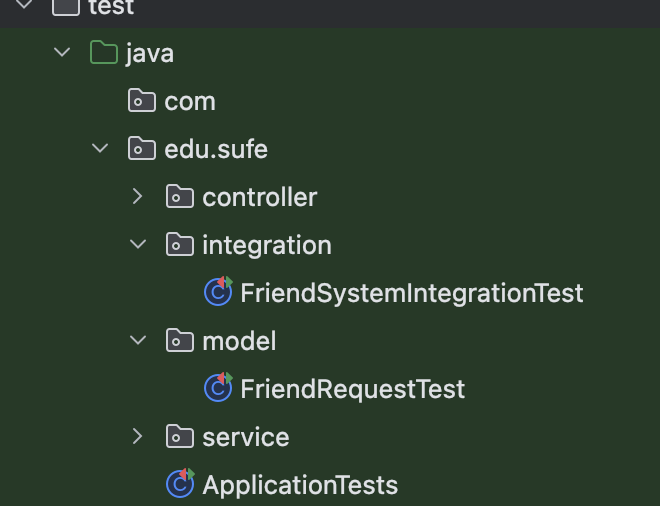 test
java
com
edu.sufe
controller
integration
FriendSystemIntegrationTest
model
FriendRequestTest
service
ApplicationTests